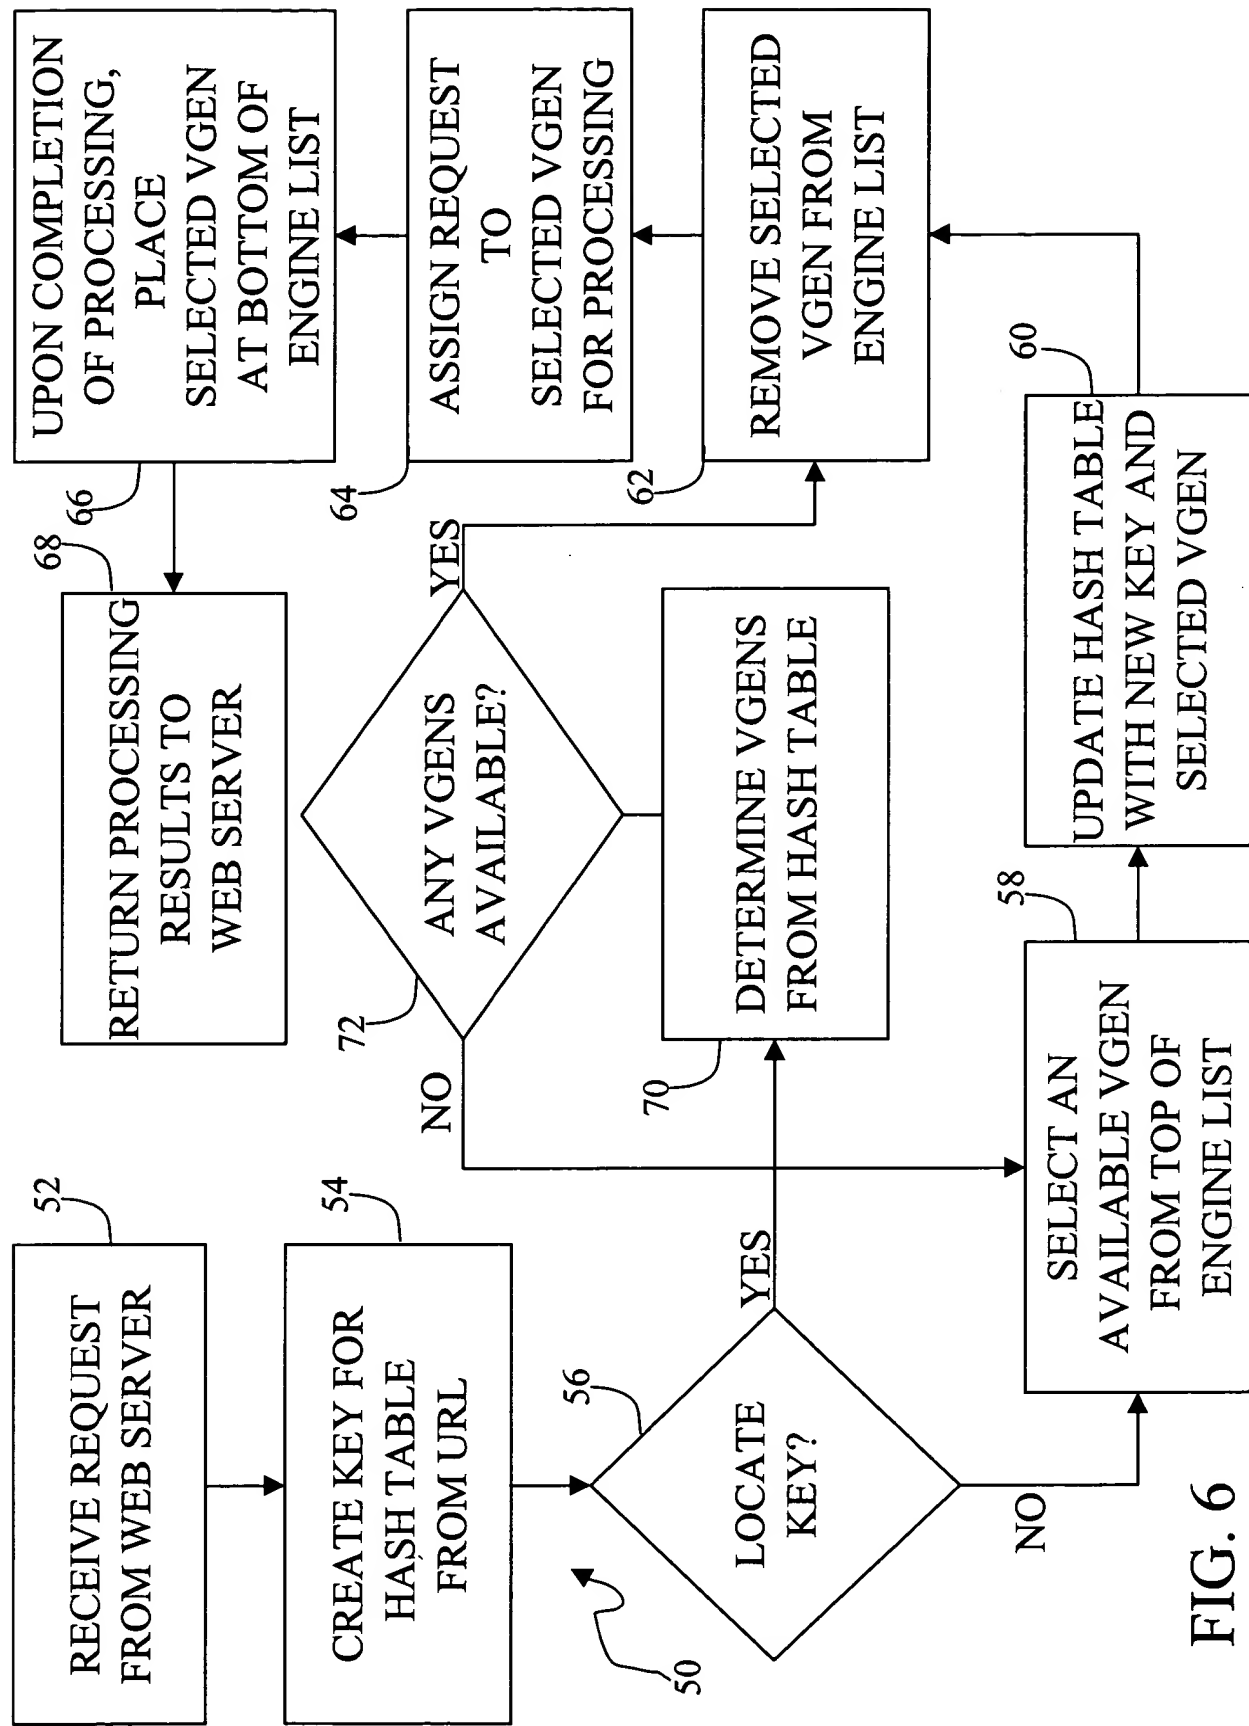 52
RECEIVE REQUEST
FROM WEB SERVER
54
CREATE KEY FOR
HASH TABLE
FROM URL
56
LOCATE
KEY?
YES
NO
50
58
SELECT AN
AVAILABLE VGEN
FROM TOP OF
ENGINE LIST
60
UPDATE HASH TABLE
WITH NEW KEY AND
SELECTED VGEN
70
DETERMINE VGENS
FROM HASH TABLE
72
ANY VGENS
AVAILABLE?
NO
YES
62
REMOVE SELECTED
VGEN FROM
ENGINE LIST
64
ASSIGN REQUEST
TO
SELECTED VGEN
FOR PROCESSING
66
UPON COMPLETION
OF PROCESSING,
PLACE
SELECTED VGEN
AT BOTTOM OF
ENGINE LIST
68
RETURN PROCESSING
RESULTS TO
WEB SERVER
FIG. 6